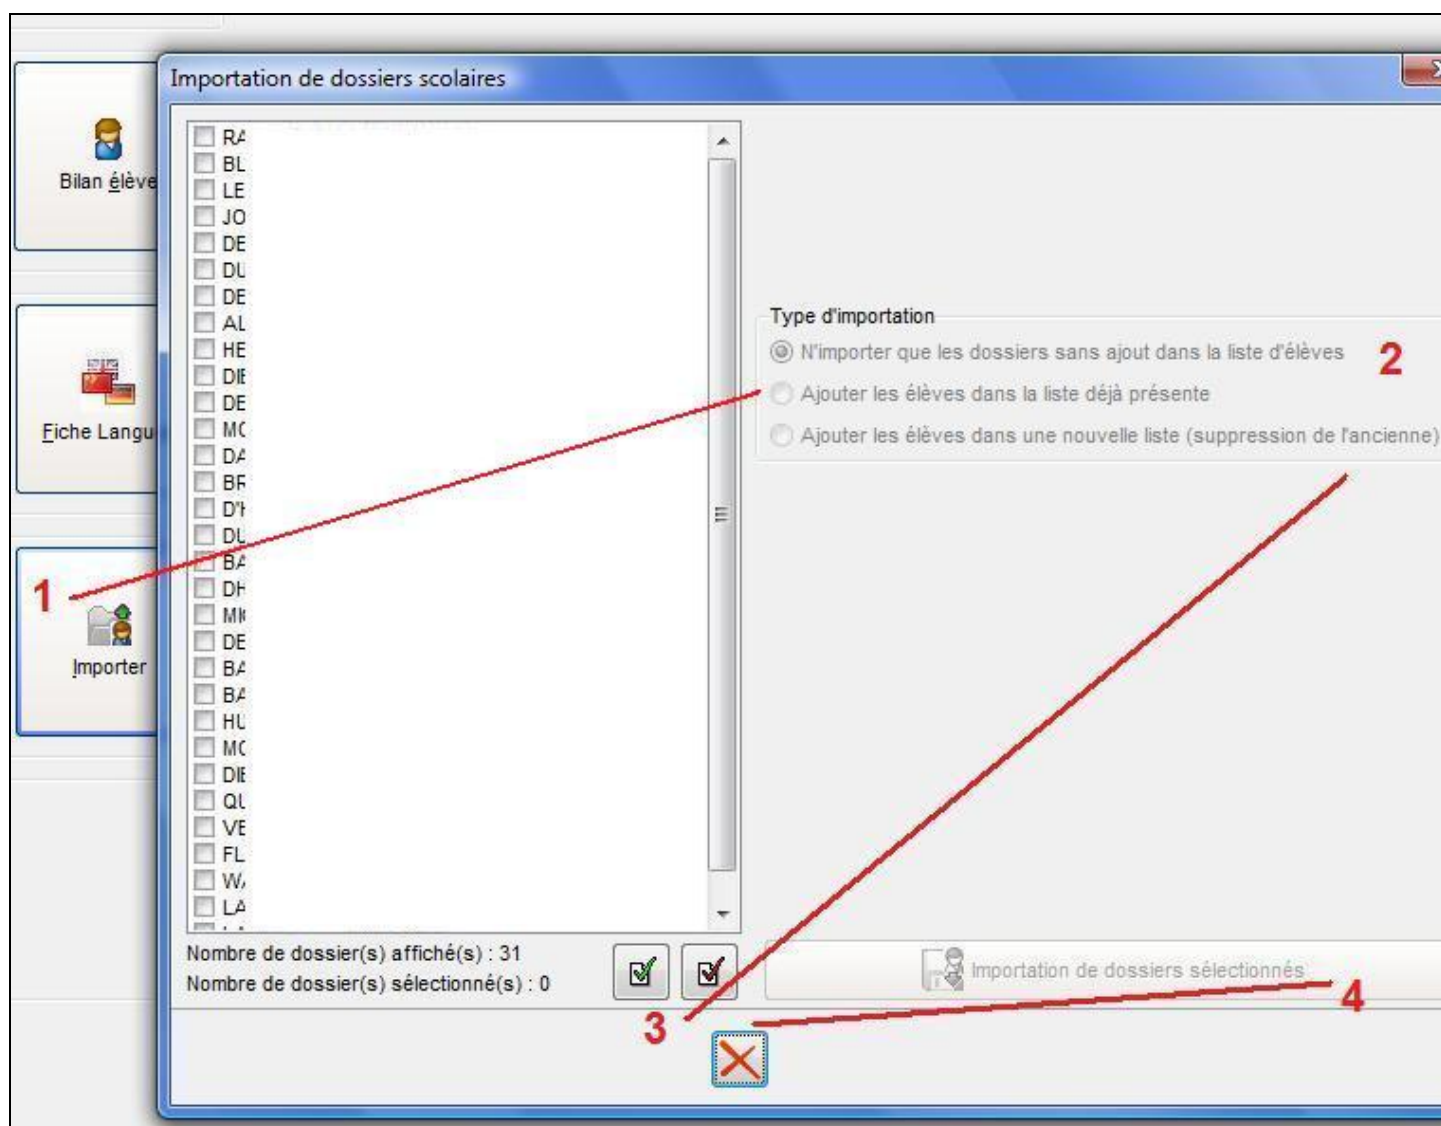 Importation de dossiers scolaires
RA
BL
LE
JO
DE
DU
DE
AL
HE
DIE
DE
MO
DA
BR
D'H
DU
BA
DH
MIC
DE
BA
BA
HU
MO
DIE
QU
VE
FL
WA
LA
Bilan élève
Fiche Langu
1
Importer
Type d'importation
N'importer que les dossiers sans ajout dans la liste d'élèves
2
Ajouter les élèves dans la liste déjà présente
Ajouter les élèves dans une nouvelle liste (suppression de l'ancienne)
Nombre de dossier(s) affiché(s) : 31
Nombre de dossier(s) sélectionné(s) : 0
Importation de dossiers sélectionnés
3
4